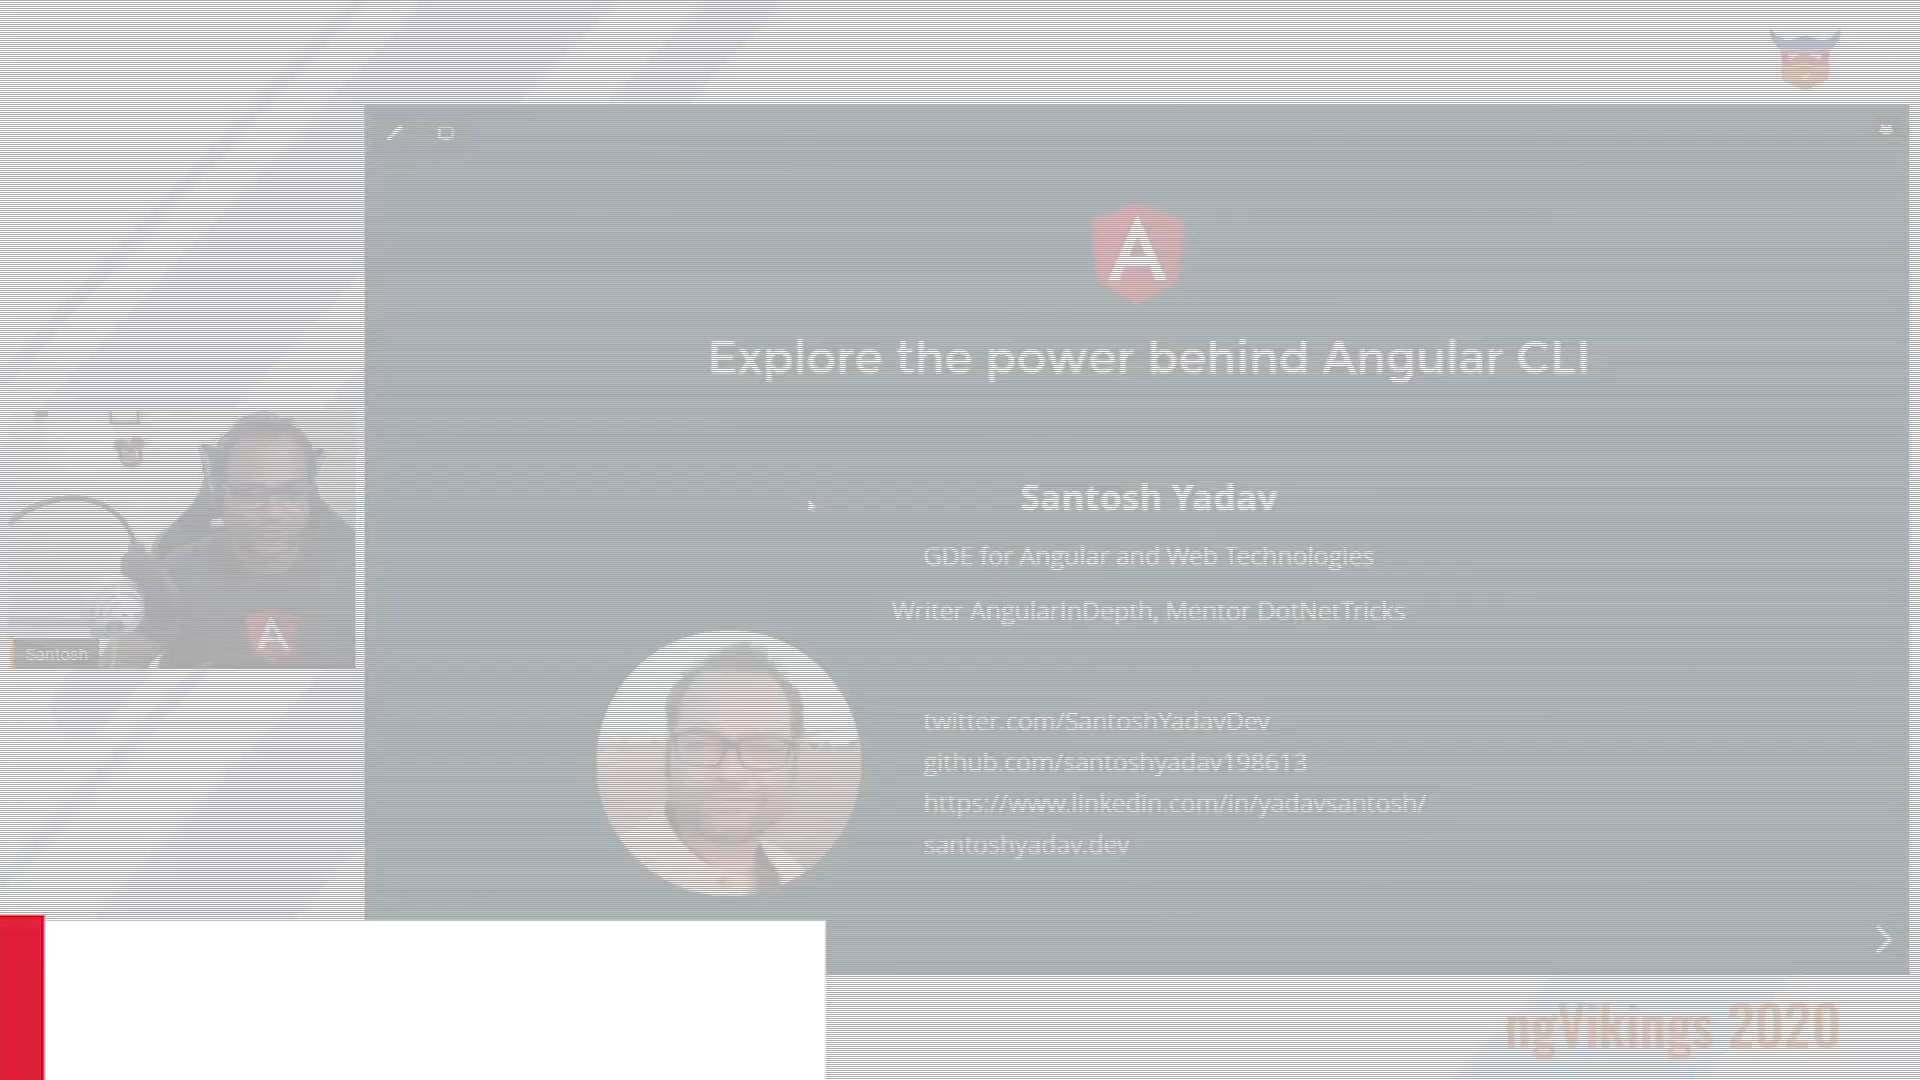 Explore the power behind Angular CLI
Santosh Yadav
GDE for Angular and Web Technologies
Writer AngularInDepth, Mentor DotNetTricks
Santosh
twitter.com/SantoshYadavDev
github.com/santoshyadav198613
https://www.linkedin.com/in/yadavsantosh/
santoshyadav.dev
ngVikings 2020